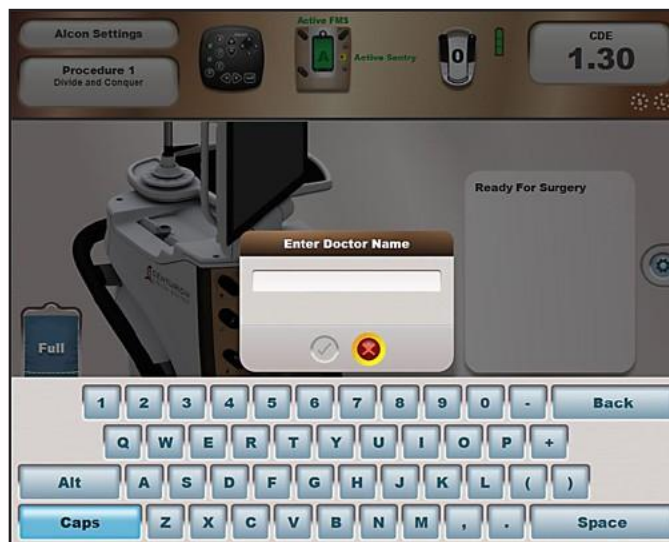 Active FMS
Alcon Settings
CDE
1.30
A
Active Sentry
0
Procedure 1
Divide and Conquer
Ready For Surgery
Enter Doctor Name
CENTURION
Full
1 2 3 4 5 6 7 8 9 0 - Back
Q W E R T Y U I O P +
Alt A S D F G H J K L ( )
Caps Z X C V B N M , . Space